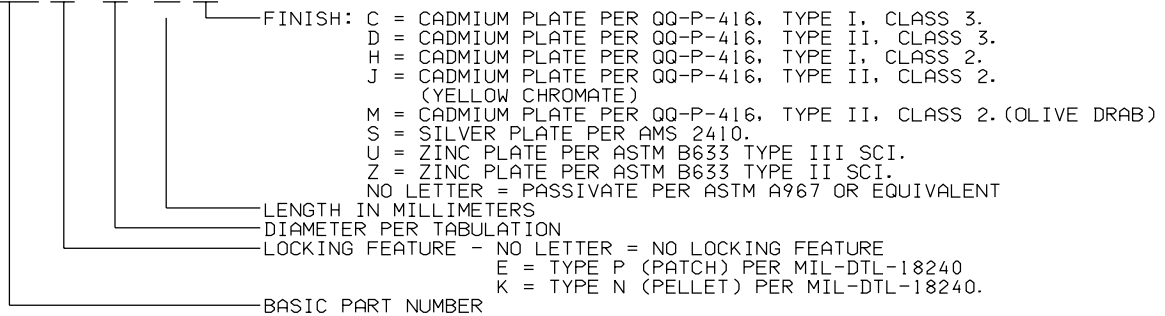 FINISH: C = CADMIUM PLATE PER QQ-P-416, TYPE I, CLASS 3.
D = CADMIUM PLATE PER QQ-P-416, TYPE II, CLASS 3.
H = CADMIUM PLATE PER QQ-P-416, TYPE I, CLASS 2.
J = CADMIUM PLATE PER QQ-P-416, TYPE II, CLASS 2.
(YELLOW CHROMATE)
M = CADMIUM PLATE PER QQ-P-416, TYPE II, CLASS 2.(OLIVE DRAB)
S = SILVER PLATE PER AMS 2410.
U = ZINC PLATE PER ASTM B633 TYPE III SCI.
Z = ZINC PLATE PER ASTM B633 TYPE II SCI.
NO LETTER = PASSIVATE PER ASTM A967 OR EQUIVALENT
LENGTH IN MILLIMETERS
DIAMETER PER TABULATION
LOCKING FEATURE - NO LETTER = NO LOCKING FEATURE
E = TYPE P (PATCH) PER MIL-DTL-18240
K = TYPE N (PELLET) PER MIL-DTL-18240.
BASIC PART NUMBER